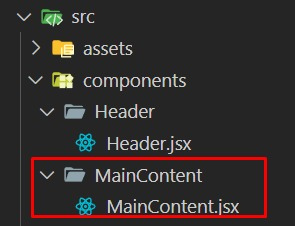 src
assets
components
Header
Header.jsx
MainContent
MainContent.jsx